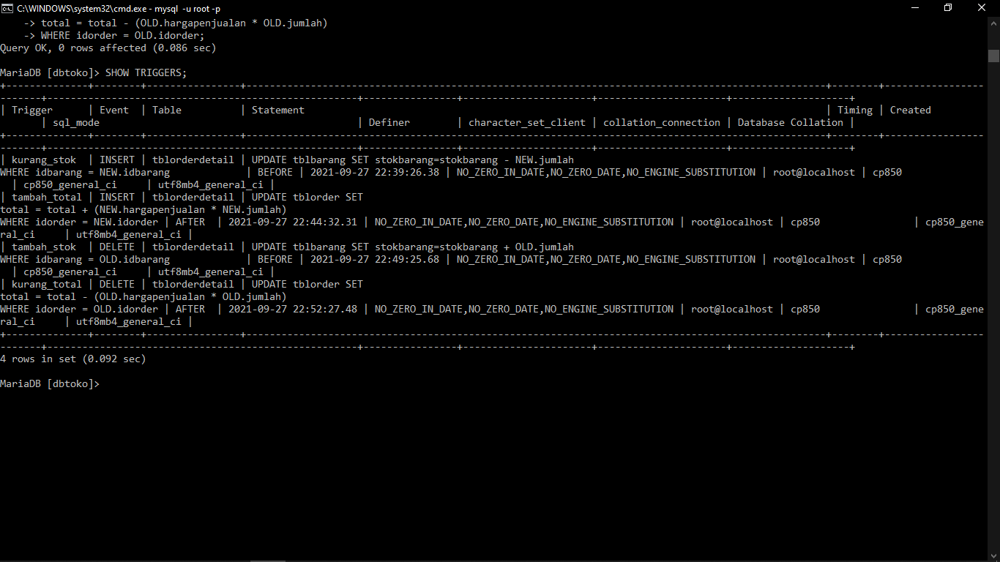 C:\WINDOWS\system32\cmd.exe - mysql -u root -p
    -> total = total - (OLD.hargapenjualan * OLD.jumlah)
    -> WHERE idorder = OLD.idorder;
Query OK, 0 rows affected (0.086 sec)

MariaDB [dbtoko]> SHOW TRIGGERS;
+--------------+--------+----------------+---------------------------------------------------------------------------------------------------+--------+-----------------
-------+-----------------------------------------------------+----------------+----------------------+----------------------+--------------------+
| Trigger      | Event  | Table          | Statement                                                                                         | Timing | Created
       | sql_mode                                            | Definer        | character_set_client | collation_connection | Database Collation |
+--------------+--------+----------------+---------------------------------------------------------------------------------------------------+--------+-----------------
-------+-----------------------------------------------------+----------------+----------------------+----------------------+--------------------+
| kurang_stok  | INSERT | tblorderdetail | UPDATE tblbarang SET stokbarang=stokbarang - NEW.jumlah
WHERE idbarang = NEW.idbarang             | BEFORE | 2021-09-27 22:39:26.38 | NO_ZERO_IN_DATE,NO_ZERO_DATE,NO_ENGINE_SUBSTITUTION | root@localhost | cp850
  | cp850_general_ci     | utf8mb4_general_ci |
| tambah_total | INSERT | tblorderdetail | UPDATE tblorder SET
total = total + (NEW.hargapenjualan * NEW.jumlah)
WHERE idorder = NEW.idorder | AFTER  | 2021-09-27 22:44:32.31 | NO_ZERO_IN_DATE,NO_ZERO_DATE,NO_ENGINE_SUBSTITUTION | root@localhost | cp850                | cp850_gene
ral_ci     | utf8mb4_general_ci |
| tambah_stok  | DELETE | tblorderdetail | UPDATE tblbarang SET stokbarang=stokbarang + OLD.jumlah
WHERE idbarang = OLD.idbarang             | BEFORE | 2021-09-27 22:49:25.68 | NO_ZERO_IN_DATE,NO_ZERO_DATE,NO_ENGINE_SUBSTITUTION | root@localhost | cp850
  | cp850_general_ci     | utf8mb4_general_ci |
| kurang_total | DELETE | tblorderdetail | UPDATE tblorder SET
total = total - (OLD.hargapenjualan * OLD.jumlah)
WHERE idorder = OLD.idorder | AFTER  | 2021-09-27 22:52:27.48 | NO_ZERO_IN_DATE,NO_ZERO_DATE,NO_ENGINE_SUBSTITUTION | root@localhost | cp850                | cp850_gene
ral_ci     | utf8mb4_general_ci |
+--------------+--------+----------------+---------------------------------------------------------------------------------------------------+--------+-----------------
-------+-----------------------------------------------------+----------------+----------------------+----------------------+--------------------+
4 rows in set (0.092 sec)

MariaDB [dbtoko]>